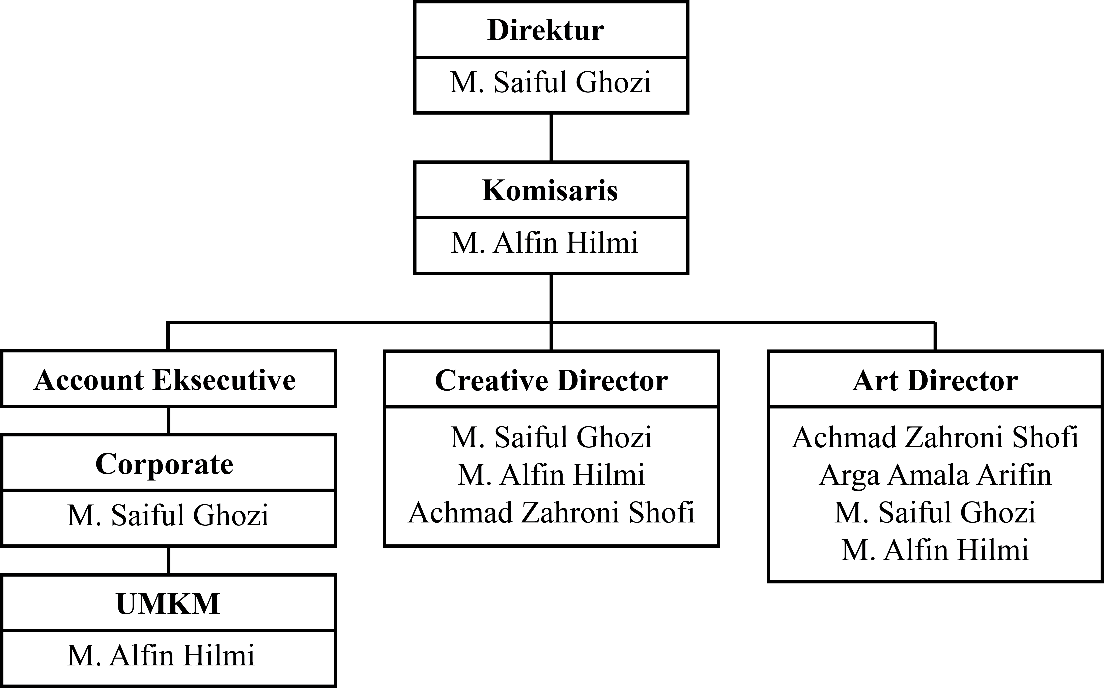 Direktur
M. Saiful Ghozi
Komisaris
M. Alfin Hilmi
Account Eksecutive
Corporate
M. Saiful Ghozi
UMKM
M. Alfin Hilmi
Creative Director
M. Saiful Ghozi
M. Alfin Hilmi
Achmad Zahroni Shofi
Art Director
Achmad Zahroni Shofi
Arga Amala Arifin
M. Saiful Ghozi
M. Alfin Hilmi